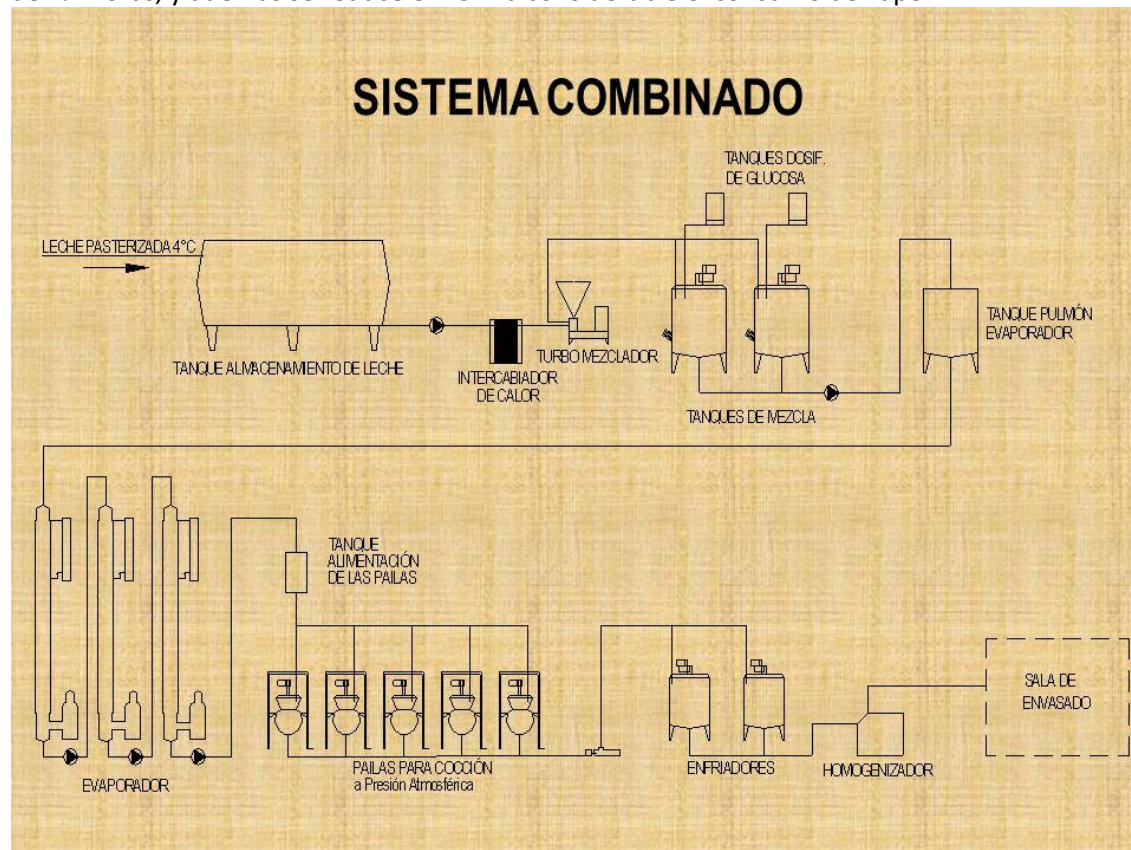 SISTEMA COMBINADO
TANQUES DOSIF.
DE GLUCOSA
LECHE PASTERIZADA 4°C
TANQUE PULMÓN
EVAPORADOR
TURBO MEZCLADOR
TANQUE ALMACENAMIENTO DE LECHE
INTERCABIADOR
DE CALOR
TANQUES DE MEZCLA
TANQUE
ALIMENTACIÓN
DE LAS PAILAS
SALA DE
ENVASADO
PAILAS PARA COCCIÓN
a Presión Atmosférica
ENFRIADORES
HOMOGENIZADOR
EVAPORADOR